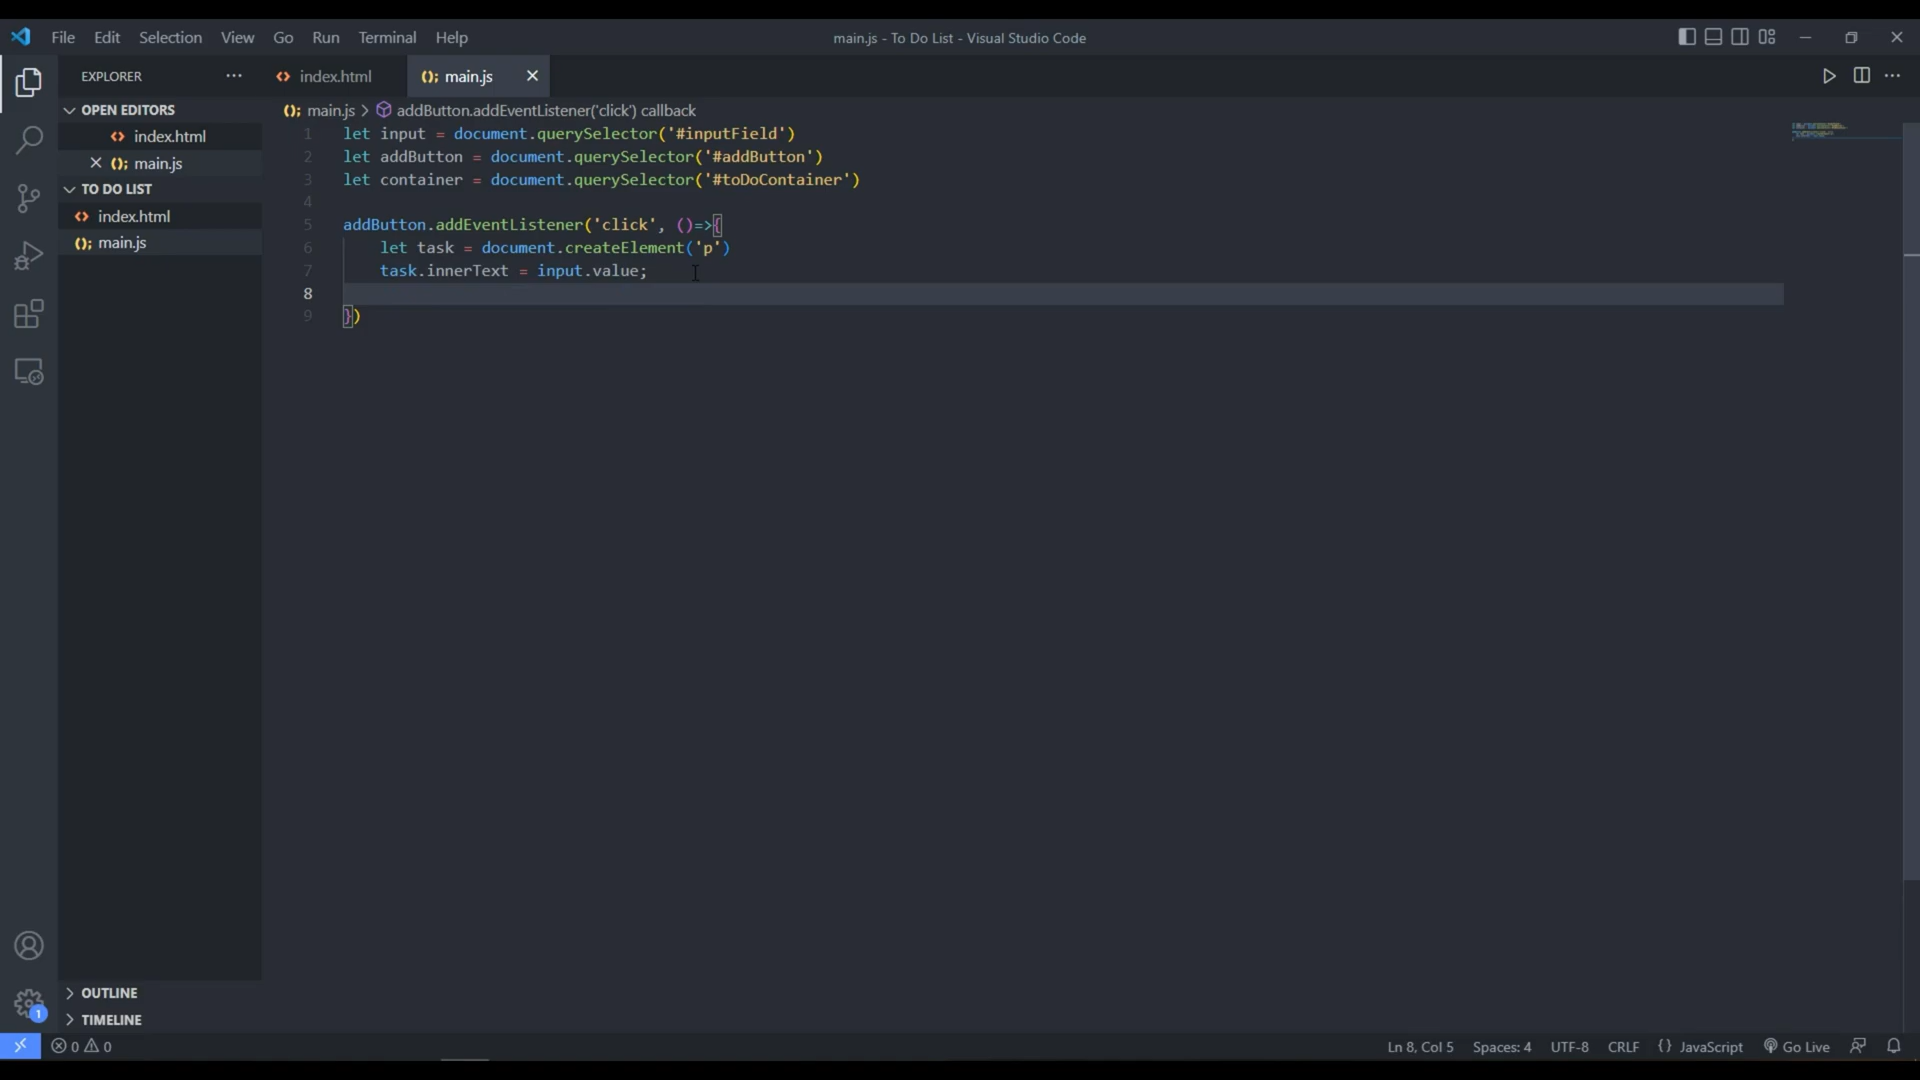 File Edit Selection View Go Run Terminal Help
main.js - To Do List - Visual Studio Code
EXPLORER
OPEN EDITORS
index.html
main.js
TO DO LIST
index.html
main.js
OUTLINE
TIMELINE
index.html
main.js
main.js > addButton.addEventListener('click') callback
1 let input = document.querySelector('#inputField')
2 let addButton = document.querySelector('#addButton')
3 let container = document.querySelector('#toDoContainer')
4
5 addButton.addEventListener('click', ()=>{
6 let task = document.createElement('p')
7 task.innerText = input.value;
8
9 })
1
0 0
Ln 8, Col 5 Spaces: 4 UTF-8 CRLF {} JavaScript Go Live